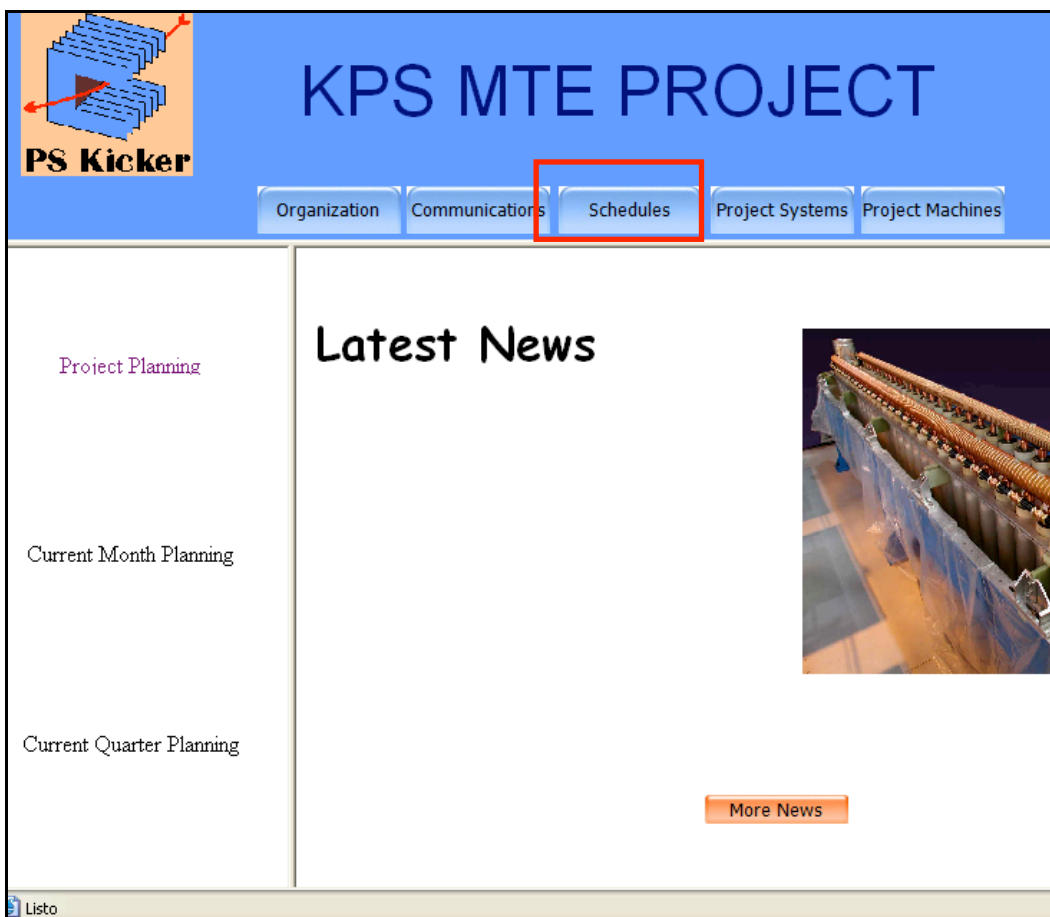 KPS MTE PROJECT
PS Kicker
Organization Communications Schedules Project Systems Project Machines
Latest News
Project Planning
Current Month Planning
Current Quarter Planning
More News
Listo